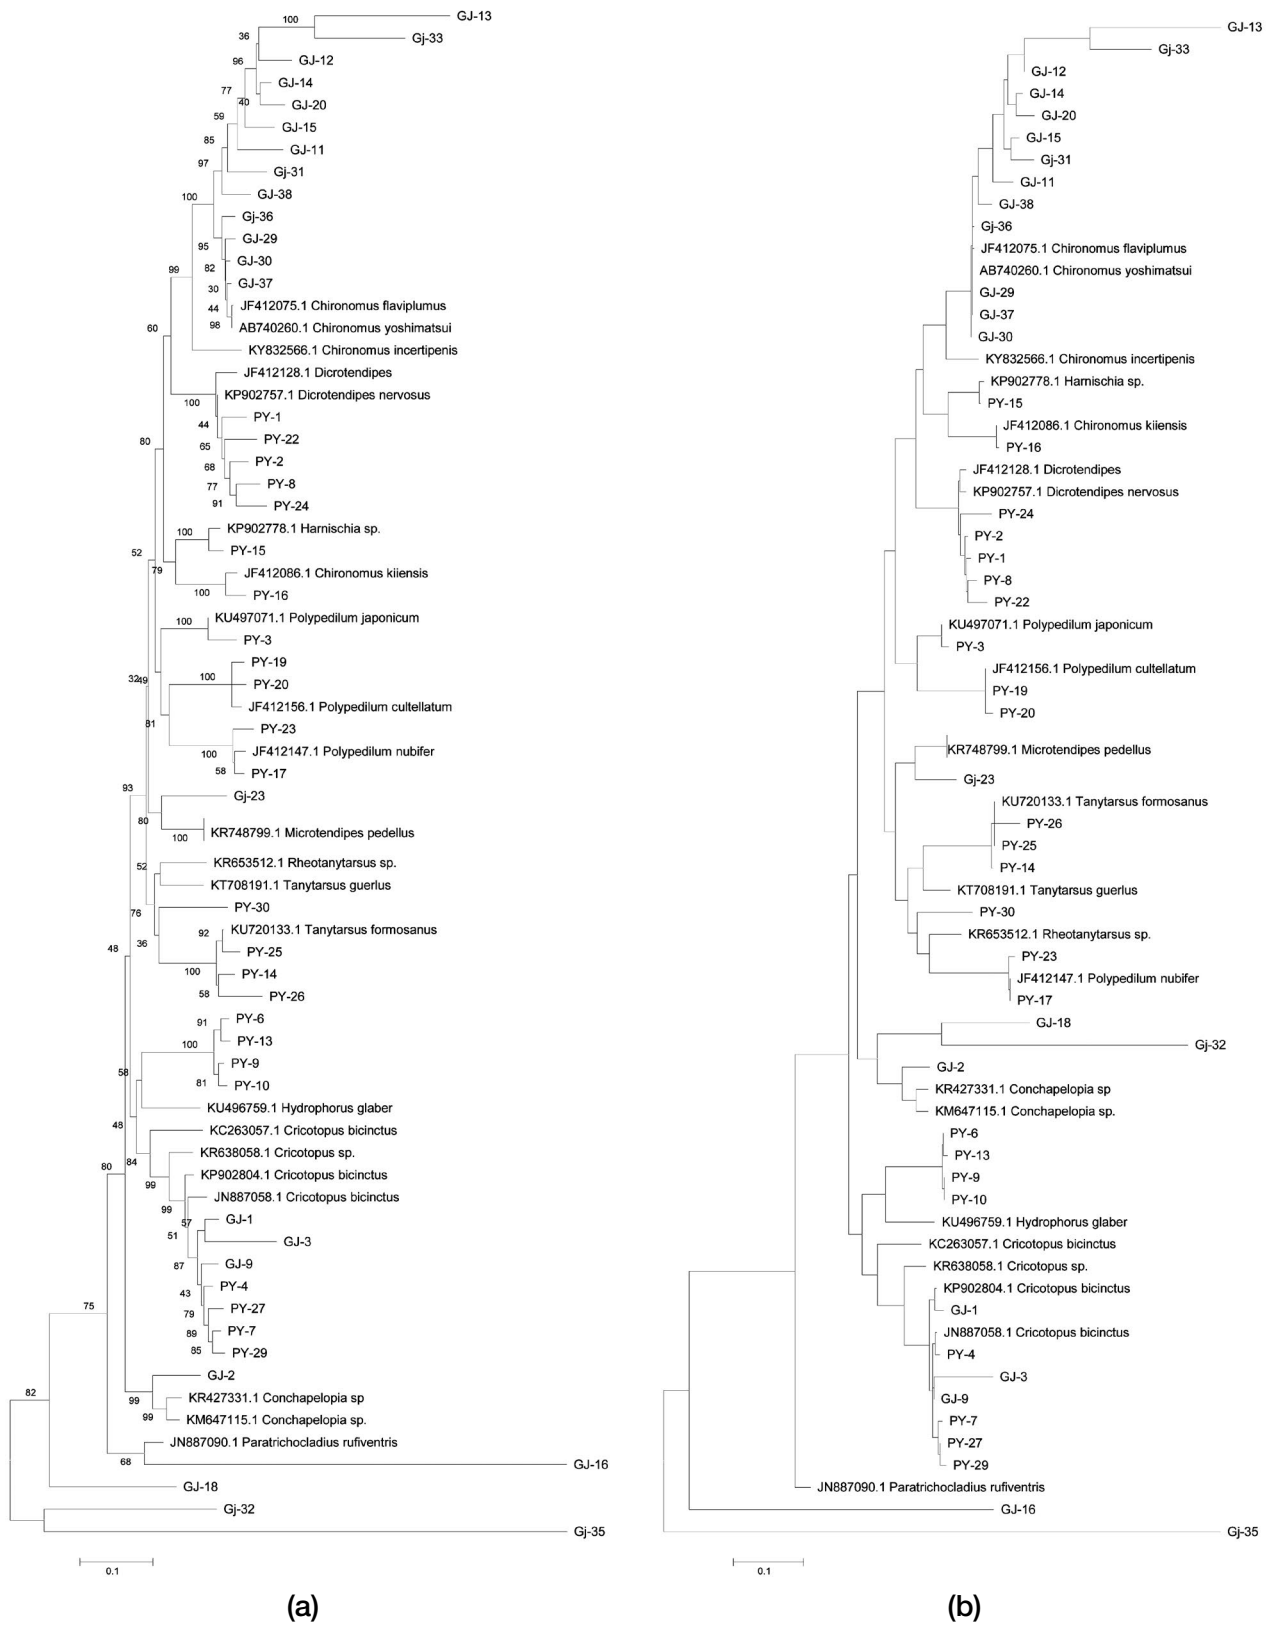 100
GJ-13
36
Gj-33
96
GJ-12
77
GJ-14
40
GJ-20
59
GJ-15
85
GJ-11
97
Gj-31
100
GJ-38
Gj-36
95
GJ-29
82
GJ-30
99
30
GJ-37
44
JF412075.1 Chironomus flaviplumus
98
AB740260.1 Chironomus yoshimatsui
60
KY832566.1 Chironomus incertipenis
JF412128.1 Dicrotendipes
100
KP902757.1 Dicrotendipes nervosus
44
PY-1
80
65
PY-22
68
PY-2
77
PY-8
91
PY-24
100
KP902778.1 Harnischia sp.
52
PY-15
79
JF412086.1 Chironomus kiiensis
100
PY-16
100
KU497071.1 Polypedilum japonicum
PY-3
PY-19
32
49
100
PY-20
JF412156.1 Polypedilum cultellatum
81
PY-23
100
JF412147.1 Polypedilum nubifer
58
PY-17
93
Gj-23
80
100
KR748799.1 Microtendipes pedellus
52
KR653512.1 Rheotanytarsus sp.
KT708191.1 Tanytarsus guerlus
76
PY-30
36
92
KU720133.1 Tanytarsus formosanus
48
PY-25
100
PY-14
58
PY-26
91
PY-6
100
PY-13
58
PY-9
81
PY-10
KU496759.1 Hydrophorus glaber
48
KC263057.1 Cricotopus bicinctus
84
KR638058.1 Cricotopus sp.
80
99
KP902804.1 Cricotopus bicinctus
99
JN887058.1 Cricotopus bicinctus
57
GJ-1
51
GJ-3
87
GJ-9
43
PY-4
75
79
PY-27
89
PY-7
85
PY-29
82
99
GJ-2
99
KR427331.1 Conchapelopia sp
KM647115.1 Conchapelopia sp.
68
JN887090.1 Paratrichocladius rufiventris
GJ-16
GJ-18
Gj-32
Gj-35
0.1
(a)
GJ-13
Gj-33
GJ-12
GJ-14
GJ-20
GJ-15
Gj-31
GJ-11
GJ-38
Gj-36
JF412075.1 Chironomus flaviplumus
AB740260.1 Chironomus yoshimatsui
GJ-29
GJ-37
GJ-30
KY832566.1 Chironomus incertipenis
KP902778.1 Harnischia sp.
PY-15
JF412086.1 Chironomus kiiensis
PY-16
JF412128.1 Dicrotendipes
KP902757.1 Dicrotendipes nervosus
PY-24
PY-2
PY-1
PY-8
PY-22
KU497071.1 Polypedilum japonicum
PY-3
JF412156.1 Polypedilum cultellatum
PY-19
PY-20
KR748799.1 Microtendipes pedellus
Gj-23
KU720133.1 Tanytarsus formosanus
PY-26
PY-25
PY-14
KT708191.1 Tanytarsus guerlus
PY-30
KR653512.1 Rheotanytarsus sp.
PY-23
JF412147.1 Polypedilum nubifer
PY-17
GJ-18
Gj-32
GJ-2
KR427331.1 Conchapelopia sp
KM647115.1 Conchapelopia sp.
PY-6
PY-13
PY-9
PY-10
KU496759.1 Hydrophorus glaber
KC263057.1 Cricotopus bicinctus
KR638058.1 Cricotopus sp.
KP902804.1 Cricotopus bicinctus
GJ-1
JN887058.1 Cricotopus bicinctus
PY-4
GJ-3
GJ-9
PY-7
PY-27
PY-29
JN887090.1 Paratrichocladius rufiventris
GJ-16
Gj-35
0.1
(b)